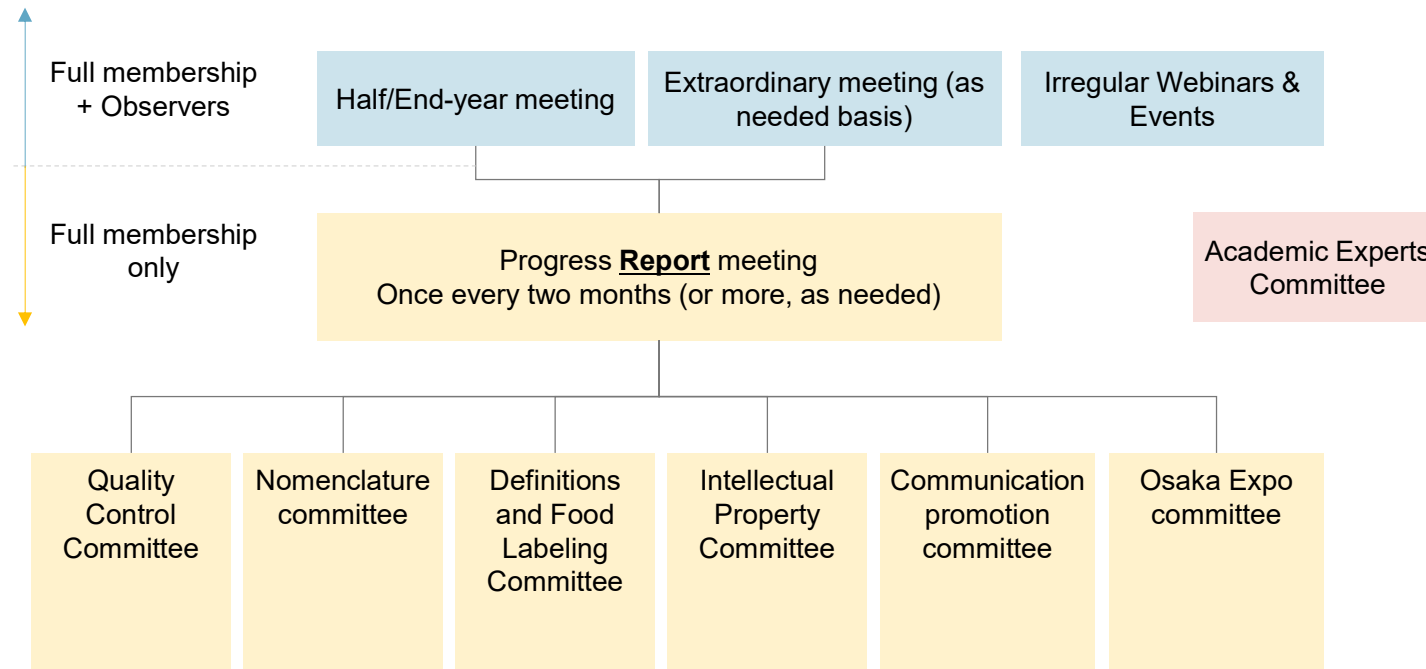 Full membership
+ Observers
Half/End-year meeting
Extraordinary meeting (as
needed basis)
Irregular Webinars &
Events
Full membership
only
Progress Report meeting
Once every two months (or more, as needed)
Academic Experts
Committee
Quality
Control
Committee
Nomenclature
committee
Definitions
and Food
Labeling
Committee
Intellectual
Property
Committee
Communication
promotion
committee
Osaka Expo
committee